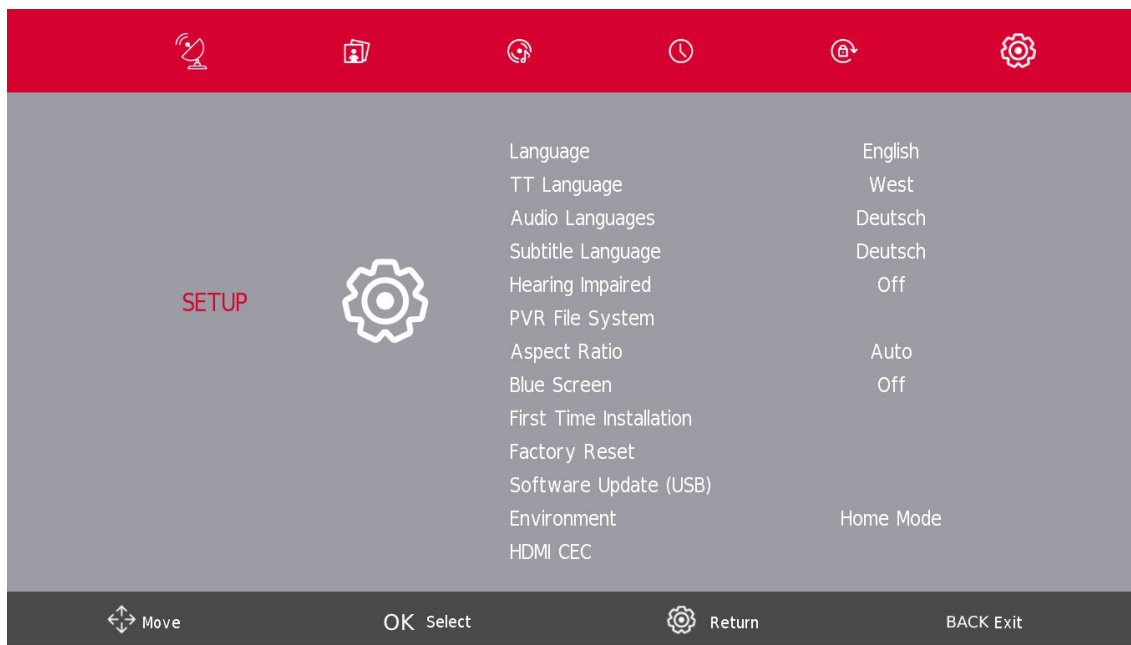 Language English
TT Language West
Audio Languages Deutsch
Subtitle Language Deutsch
Hearing Impaired Off
SETUP
PVR File System
Aspect Ratio Auto
Blue Screen Off
First Time Installation
Factory Reset
Software Update (USB)
Environment Home Mode
HDMI CEC
Move OK Select Return BACK Exit